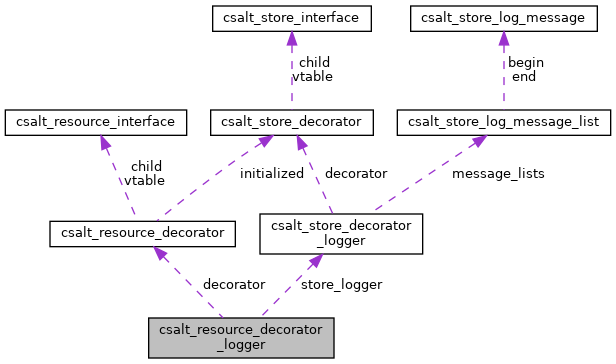 csalt_store_interface
csalt_store_log_message
child
vtable
begin
end
csalt_resource_interface
csalt_store_decorator
csalt_store_log_message_list
child
vtable
initialized
decorator
message_lists
csalt_resource_decorator
csalt_store_decorator
_logger
decorator
store_logger
csalt_resource_decorator
_logger